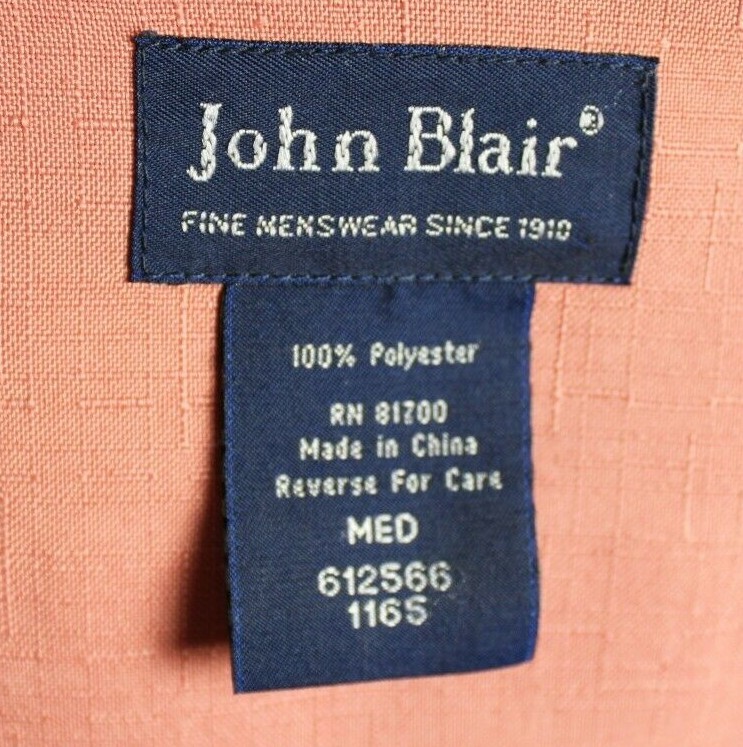 John Blair®
FINE MENSWEAR SINCE 1910
100% Polyester
RN 81700
Made in China
Reverse For Care
MED
612566
116S